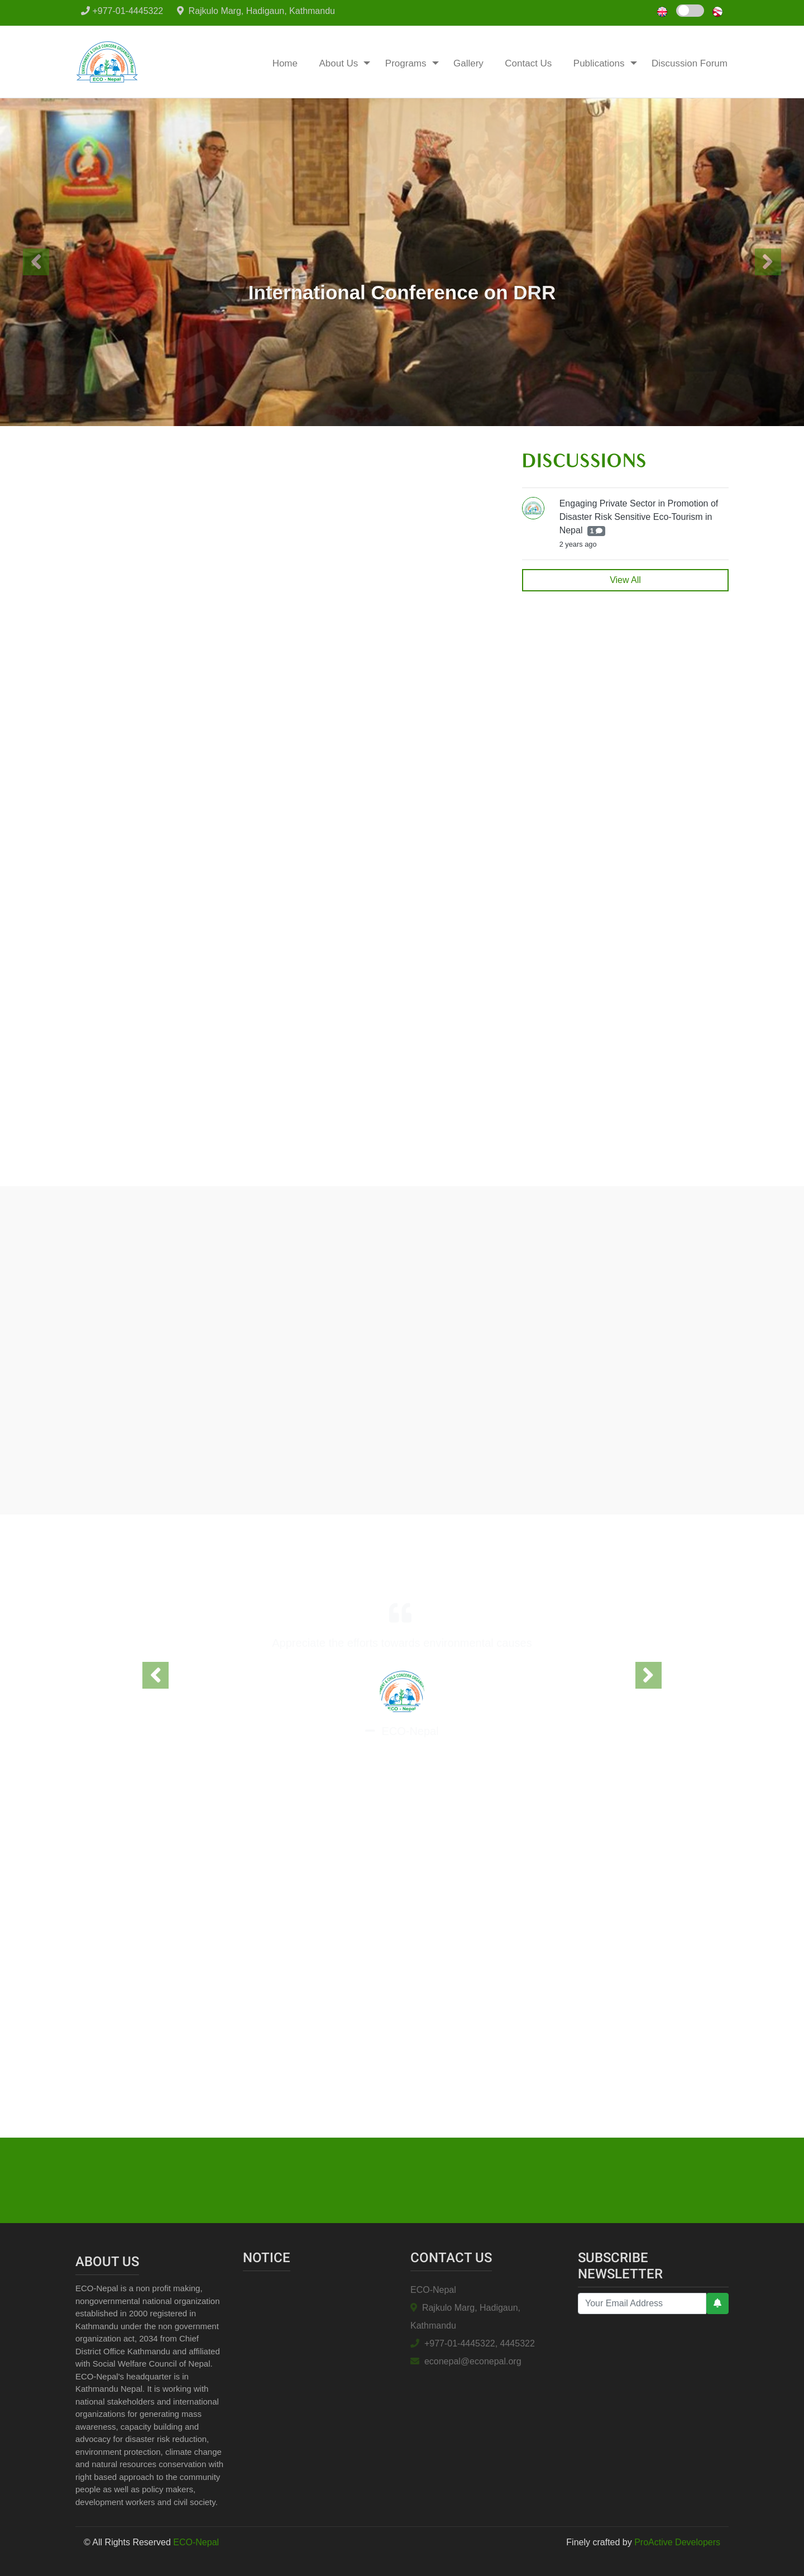 +977-01-4445322 Rajkulo Marg, Hadigaun, Kathmandu
ECO - Nepal
Home About Us Programs Gallery Contact Us Publications Discussion Forum
International Conference on DRR
DISCUSSIONS
Engaging Private Sector in Promotion of
Disaster Risk Sensitive Eco-Tourism in
Nepal 1
2 years ago
View All
ECO - Nepal
ABOUT US
ECO-Nepal is a non profit making,
nongovernmental national organization
established in 2000 registered in
Kathmandu under the non government
organization act, 2034 from Chief
District Office Kathmandu and affiliated
with Social Welfare Council of Nepal.
ECO-Nepal's headquarter is in
Kathmandu Nepal. It is working with
national stakeholders and international
organizations for generating mass
awareness, capacity building and
advocacy for disaster risk reduction,
environment protection, climate change
and natural resources conservation with
right based approach to the community
people as well as policy makers,
development workers and civil society.
NOTICE
CONTACT US
ECO-Nepal
Rajkulo Marg, Hadigaun,
Kathmandu
+977-01-4445322, 4445322
econepal@econepal.org
SUBSCRIBE
NEWSLETTER
Your Email Address
© All Rights Reserved ECO-Nepal
Finely crafted by ProActive Developers